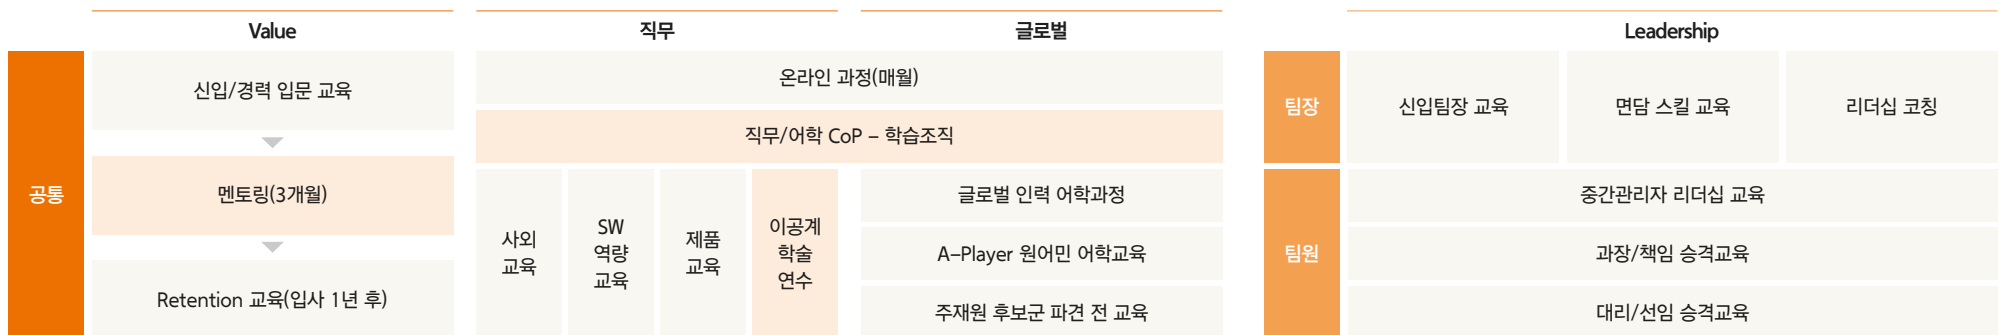 Value
직무
글로벌
Leadership
공통
신입/경력 입문 교육
멘토링(3개월)
Retention 교육(입사 1년 후)
온라인 과정(매월)
직무/어학 CoP – 학습조직
사외
교육
SW
역량
교육
제품
교육
이공계
학술
연수
글로벌 인력 어학과정
A-Player 원어민 어학교육
주재원 후보군 파견 전 교육
팀장
신입팀장 교육
면담 스킬 교육
리더십 코칭
팀원
중간관리자 리더십 교육
과장/책임 승격교육
대리/선임 승격교육